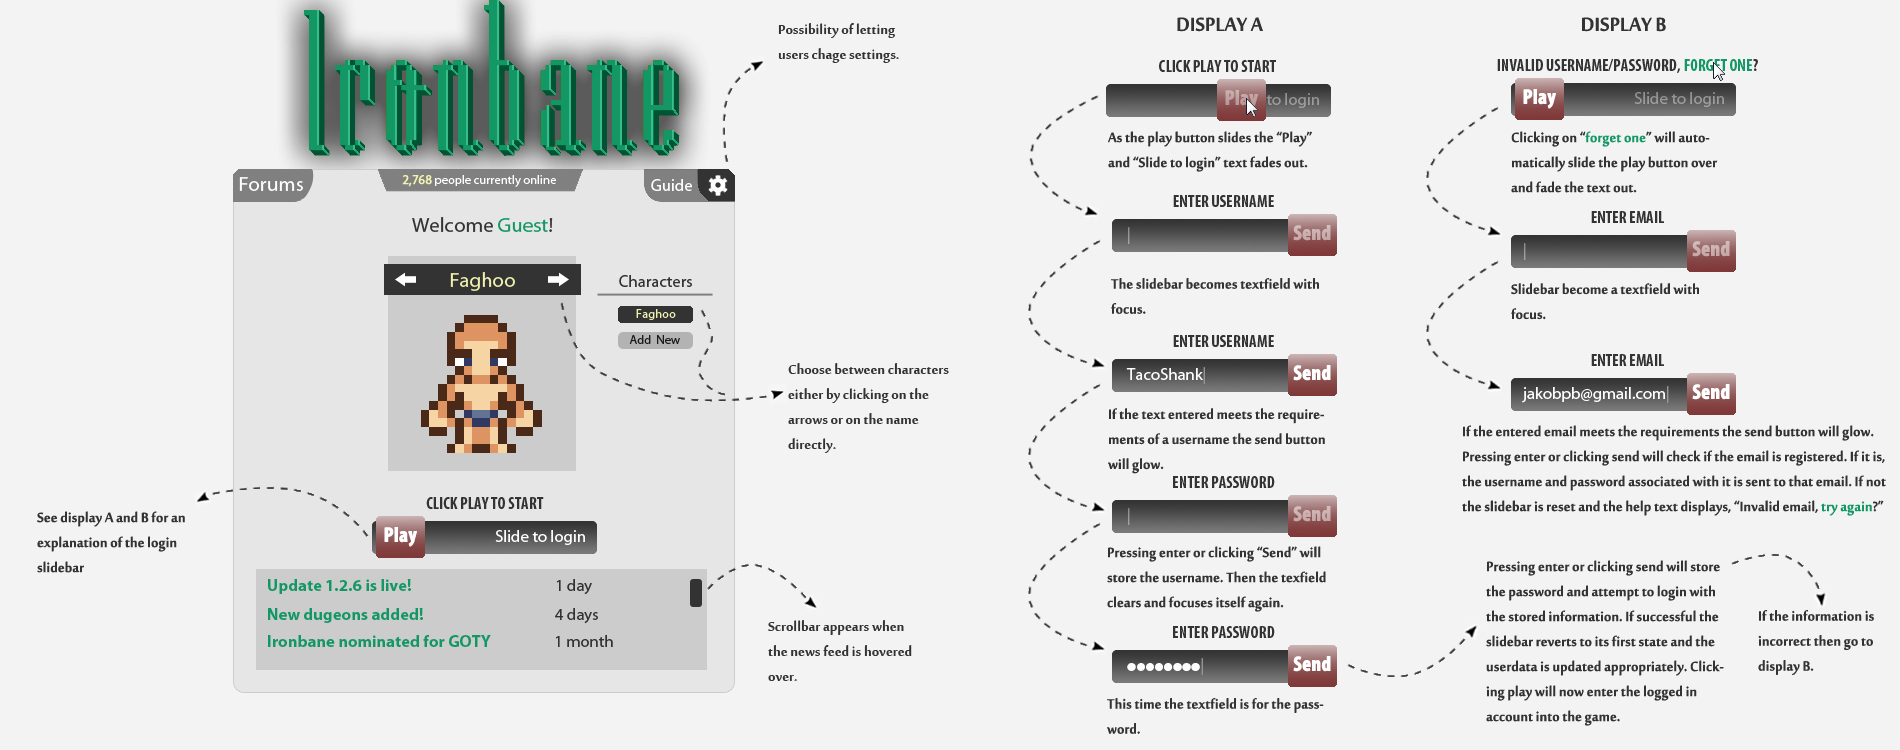 Ironbane
Possibility of letting
users chage settings.
Forums
2,768 people currently online
Guide
Welcome Guest!
Faghoo
Characters
Faghoo
Add New
Choose between characters
either by clicking on the
arrows or on the name
directly.
CLICK PLAY TO START
Play
Slide to login
See display A and B for an
explanation of the login
slidebar
Update 1.2.6 is live! 1 day
New dugeons added! 4 days
Ironbane nominated for GOTY 1 month
Scrollbar appears when
the news feed is hovered
over.
DISPLAY A
CLICK PLAY TO START
Play to login
As the play button slides the “Play”
and “Slide to login” text fades out.
ENTER USERNAME
Send
The slidebar becomes textfield with
focus.
ENTER USERNAME
TacoShank Send
If the text entered meets the require-
ments of a username the send button
will glow.
ENTER PASSWORD
Send
Pressing enter or clicking “Send” will
store the username. Then the texfield
clears and focuses itself again.
ENTER PASSWORD
●●●●●●●● Send
This time the textfield is for the pass-
word.
DISPLAY B
INVALID USERNAME/PASSWORD, FORGET ONE?
Play Slide to login
Clicking on “forget one” will auto-
matically slide the play button over
and fade the text out.
ENTER EMAIL
Send
Slidebar become a textfield with
focus.
ENTER EMAIL
jakobpb@gmail.com Send
If the entered email meets the requirements the send button will glow.
Pressing enter or clicking send will check if the email is registered. If it is,
the username and password associated with it is sent to that email. If not
the slidebar is reset and the help text displays, “Invalid email, try again?”
Pressing enter or clicking send will store
the password and attempt to login with
the stored information. If successful the
slidebar reverts to its first state and the
userdata is updated appropriately. Click-
ing play will now enter the logged in
account into the game.
If the information is
incorrect then go to
display B.